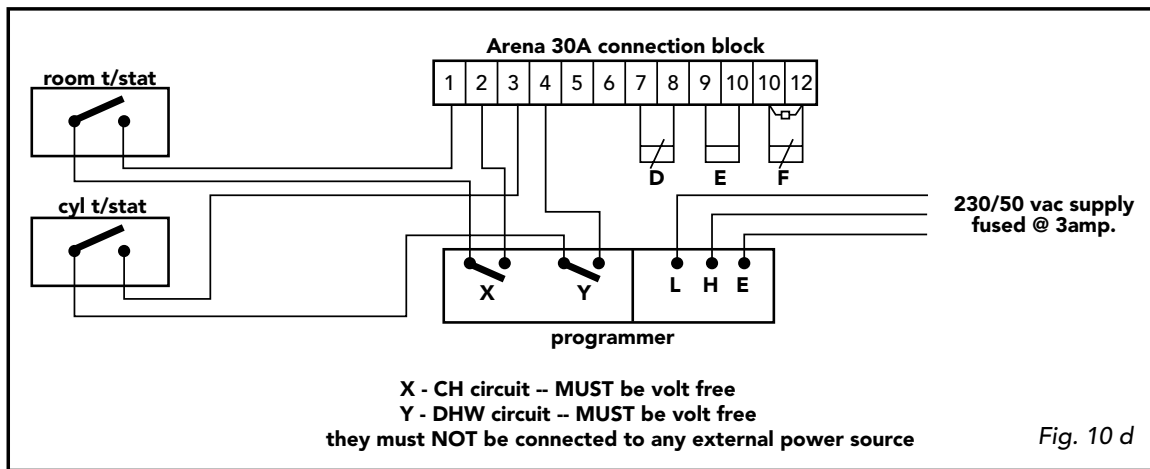 Arena 30A connection block
room t/stat
1 2 3 4 5 6 7 8 9 10 10 12
D E F
cyl t/stat
230/50 vac supply
fused @ 3amp.
X Y L H E
programmer
X - CH circuit -- MUST be volt free
Y - DHW circuit -- MUST be volt free
they must NOT be connected to any external power source
Fig. 10 d